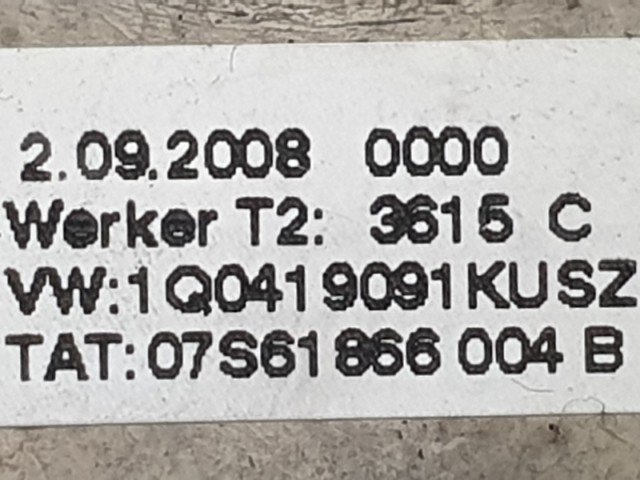 2.09.2008 0000
Werker T2: 3615 C
VW:1Q0419091KUSZ
TAT:07S61866 004 B